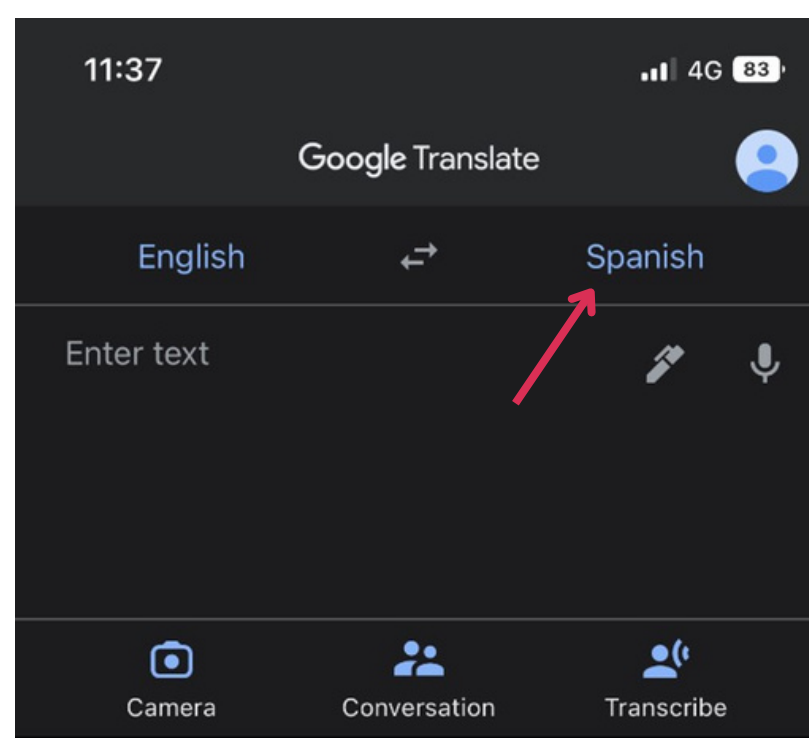 11:37 4G 83
Google Translate
English Spanish
Enter text
Camera Conversation Transcribe